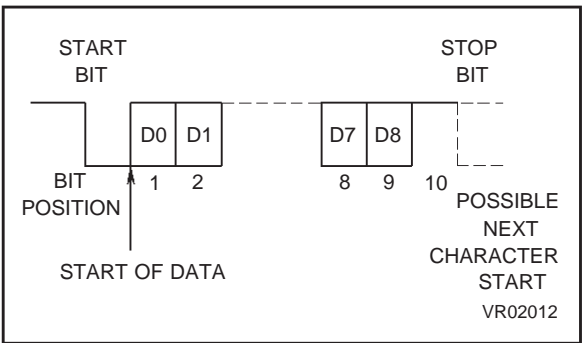 START
BIT
STOP
BIT
D0 D1 D7 D8
BIT
POSITION
1 2 8 9 10
POSSIBLE
NEXT
CHARACTER
START
START OF DATA
VR02012